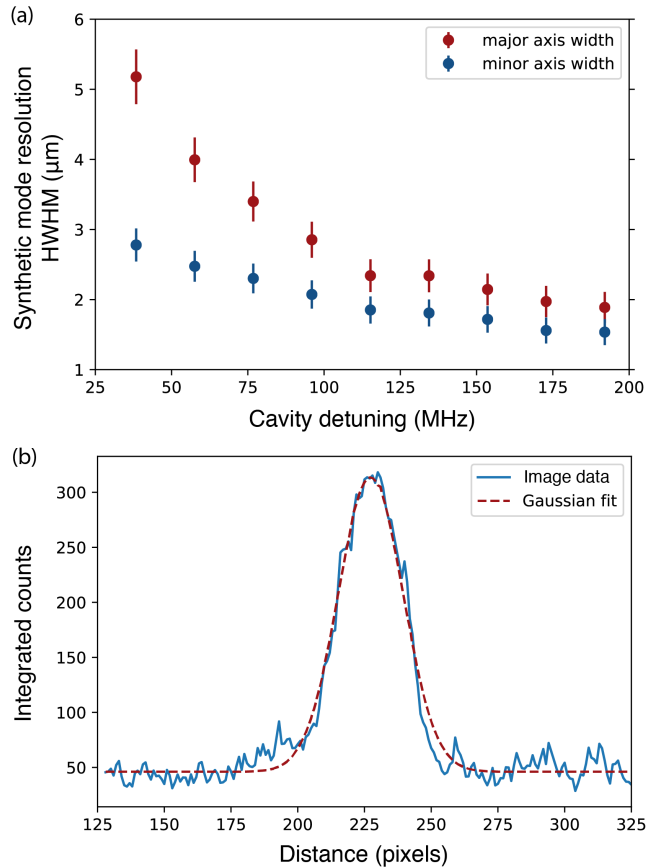 (a)
6
5
4
3
2
1
Synthetic mode resolution
HWHM (μm)
major axis width
minor axis width
25 50 75 100 125 150 175 200
Cavity detuning (MHz)
(b)
300
250
200
150
100
50
Integrated counts
Image data
Gaussian fit
125 150 175 200 225 250 275 300 325
Distance (pixels)